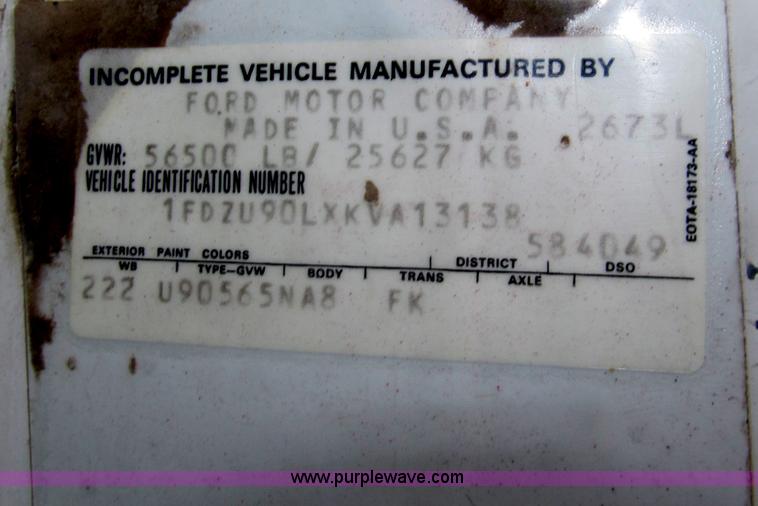 INCOMPLETE VEHICLE MANUFACTURED BY
FORD MOTOR COMPANY
MADE IN U.S.A. 2673L
GVWR: 56500 LB/ 25627 KG
VEHICLE IDENTIFICATION NUMBER
1FDZU90LXKVA13138
584049
EXTERIOR PAINT COLORS DISTRICT DSO
WB TYPE-GVW BODY TRANS AXLE
222 U90565NA8 FK
EOTA-18173-AA
www.purplewave.com